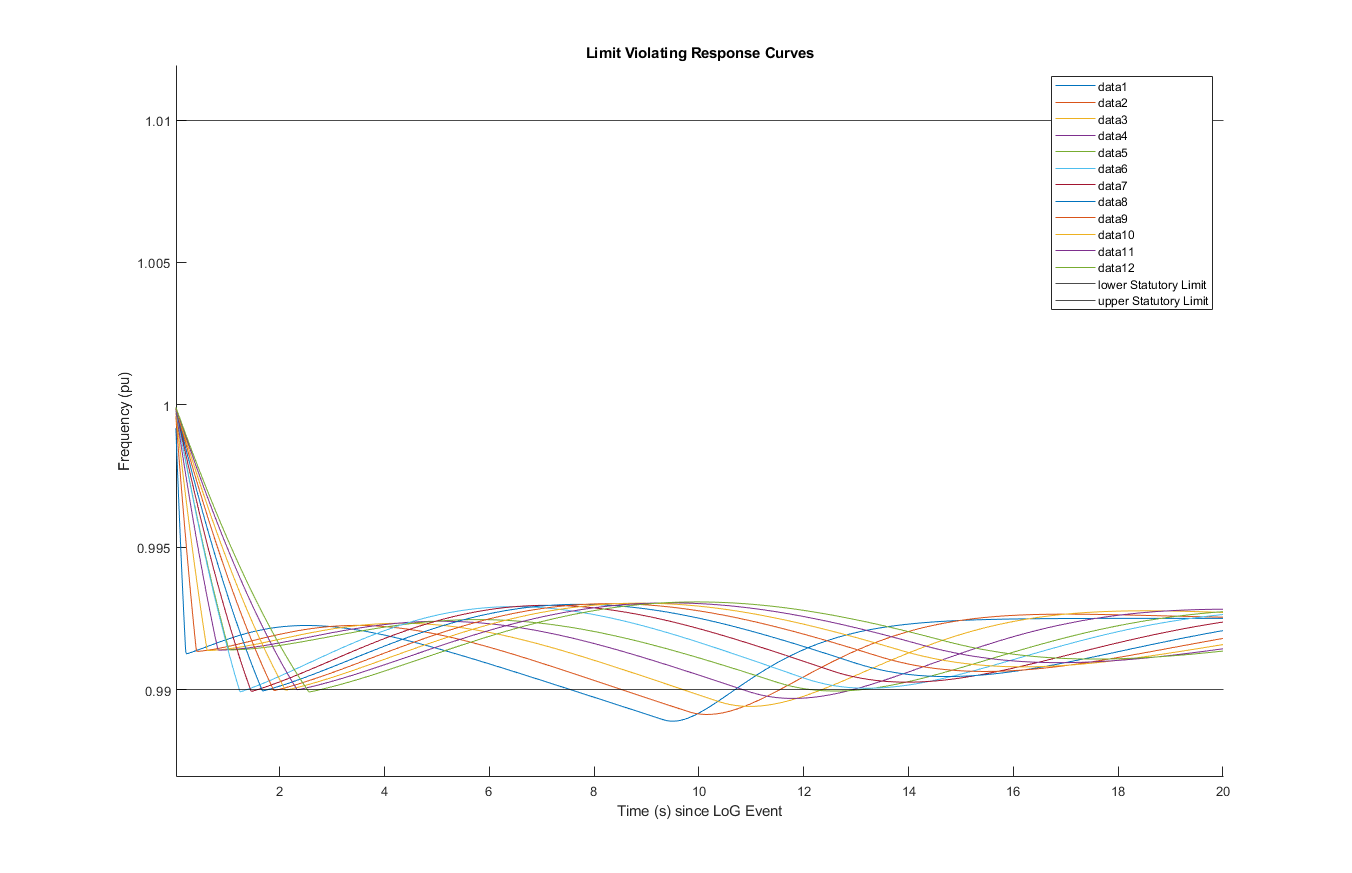 Limit Violating Response Curves
data1
data2
data3
data4
data5
data6
data7
data8
data9
data10
data11
data12
lower Statutory Limit
upper Statutory Limit
1.01
1.005
1
0.995
0.99
Frequency (pu)
2 4 6 8 10 12 14 16 18 20
Time (s) since LoG Event